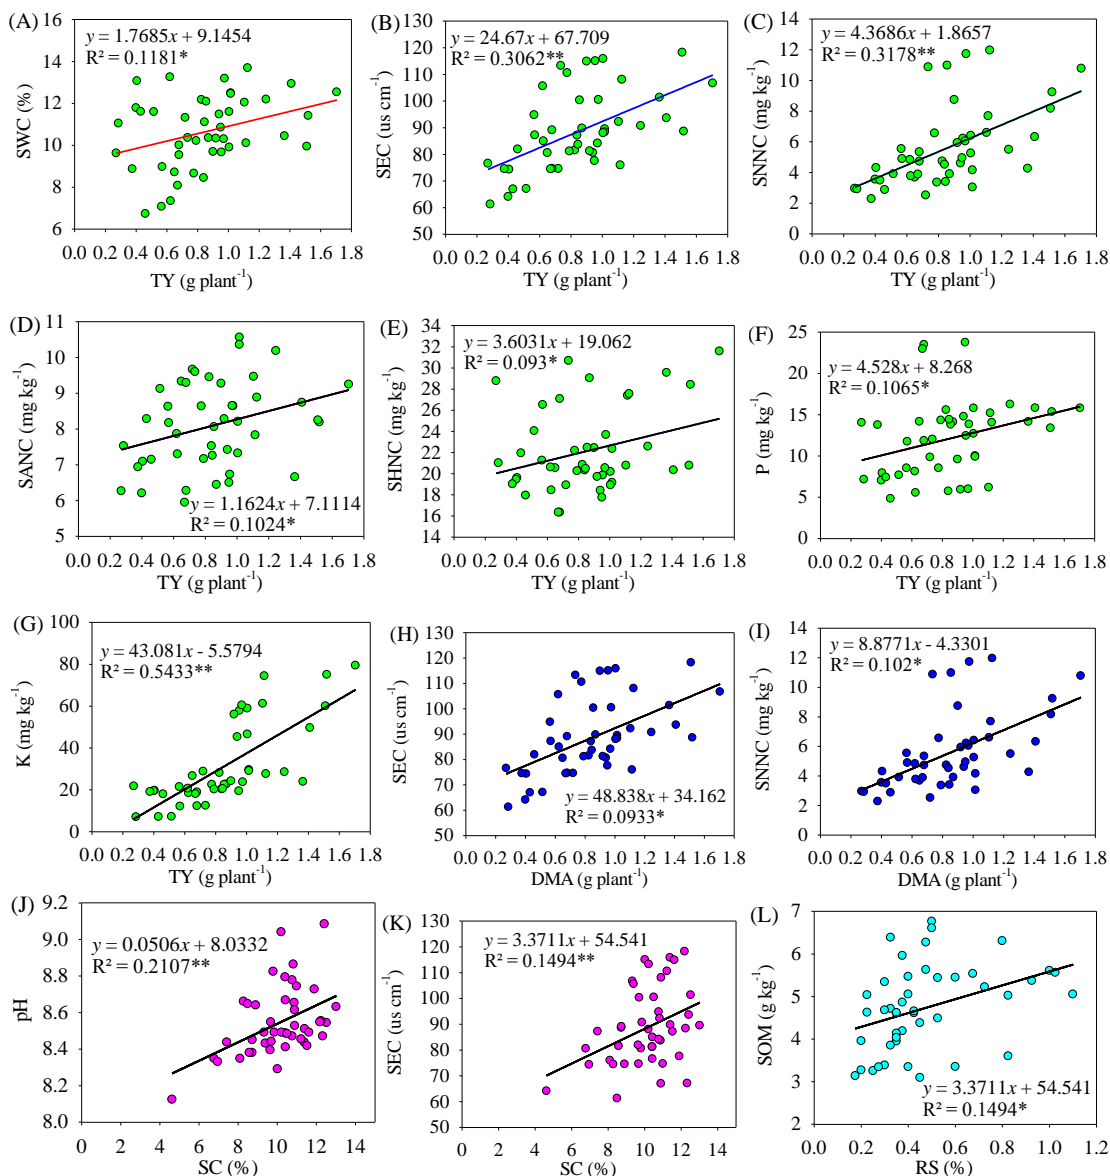 (A)
y = 1.7685x + 9.1454
R² = 0.1181*
SWC (%)
16
14
12
10
8
6
0.0 0.2 0.4 0.6 0.8 1.0 1.2 1.4 1.6 1.8
TY (g plant⁻¹)
(B)
y = 24.67x + 67.709
R² = 0.3062**
SEC (us cm⁻¹)
130
120
110
100
90
80
70
60
50
0.0 0.2 0.4 0.6 0.8 1.0 1.2 1.4 1.6 1.8
TY (g plant⁻¹)
(C)
y = 4.3686x + 1.8657
R² = 0.3178**
SNNC (mg kg⁻¹)
14
12
10
8
6
4
2
0
0.0 0.2 0.4 0.6 0.8 1.0 1.2 1.4 1.6 1.8
TY (g plant⁻¹)
(D)
y = 1.1624x + 7.1114
R² = 0.1024*
SANC (mg kg⁻¹)
11
10
9
8
7
6
5
0.0 0.2 0.4 0.6 0.8 1.0 1.2 1.4 1.6 1.8
TY (g plant⁻¹)
(E)
y = 3.6031x + 19.062
R² = 0.093*
SHNC (mg kg⁻¹)
34
32
30
28
26
24
22
20
18
16
14
0.0 0.2 0.4 0.6 0.8 1.0 1.2 1.4 1.6 1.8
TY (g plant⁻¹)
(F)
y = 4.528x + 8.268
R² = 0.1065*
P (mg kg⁻¹)
25
20
15
10
5
0
0.0 0.2 0.4 0.6 0.8 1.0 1.2 1.4 1.6 1.8
TY (g plant⁻¹)
(G)
y = 43.081x - 5.5794
R² = 0.5433**
K (mg kg⁻¹)
100
80
60
40
20
0
0.0 0.2 0.4 0.6 0.8 1.0 1.2 1.4 1.6 1.8
TY (g plant⁻¹)
(H)
y = 48.838x + 34.162
R² = 0.0933*
SEC (us cm⁻¹)
130
120
110
100
90
80
70
60
50
0.0 0.2 0.4 0.6 0.8 1.0 1.2 1.4 1.6 1.8
DMA (g plant⁻¹)
(I)
y = 8.8771x - 4.3301
R² = 0.102*
SNNC (mg kg⁻¹)
14
12
10
8
6
4
2
0
0.0 0.2 0.4 0.6 0.8 1.0 1.2 1.4 1.6 1.8
DMA (g plant⁻¹)
(J)
y = 0.0506x + 8.0332
R² = 0.2107**
pH
9.2
9.0
8.8
8.6
8.4
8.2
8.0
0 2 4 6 8 10 12 14
SC (%)
(K)
y = 3.3711x + 54.541
R² = 0.1494**
SEC (us cm⁻¹)
130
120
110
100
90
80
70
60
50
0 2 4 6 8 10 12 14
SC (%)
(L)
y = 3.3711x + 54.541
R² = 0.1494*
SOM (g kg⁻¹)
7
6
5
4
3
2
0.0 0.2 0.4 0.6 0.8 1.0 1.2
RS (%)